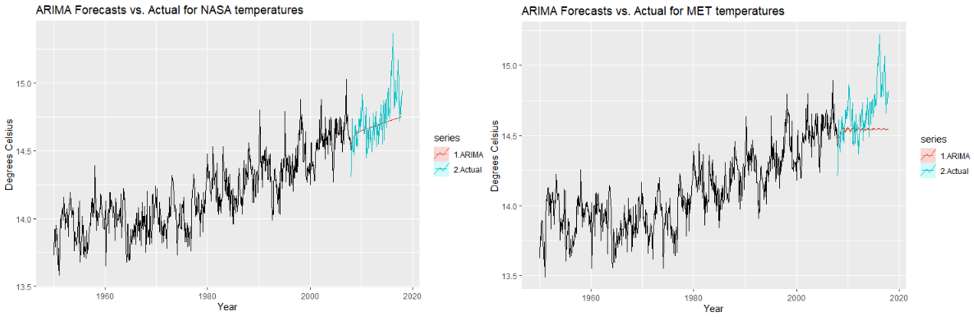 ARIMA Forecasts vs. Actual for NASA temperatures
15.0
14.5
14.0
13.5
Degrees Celsius
1960
1980
2000
2020
Year
series
1.ARIMA
2.Actual
ARIMA Forecasts vs. Actual for MET temperatures
15.0
14.5
14.0
13.5
Degrees Celsius
1960
1980
2000
2020
Year
series
1.ARIMA
2.Actual